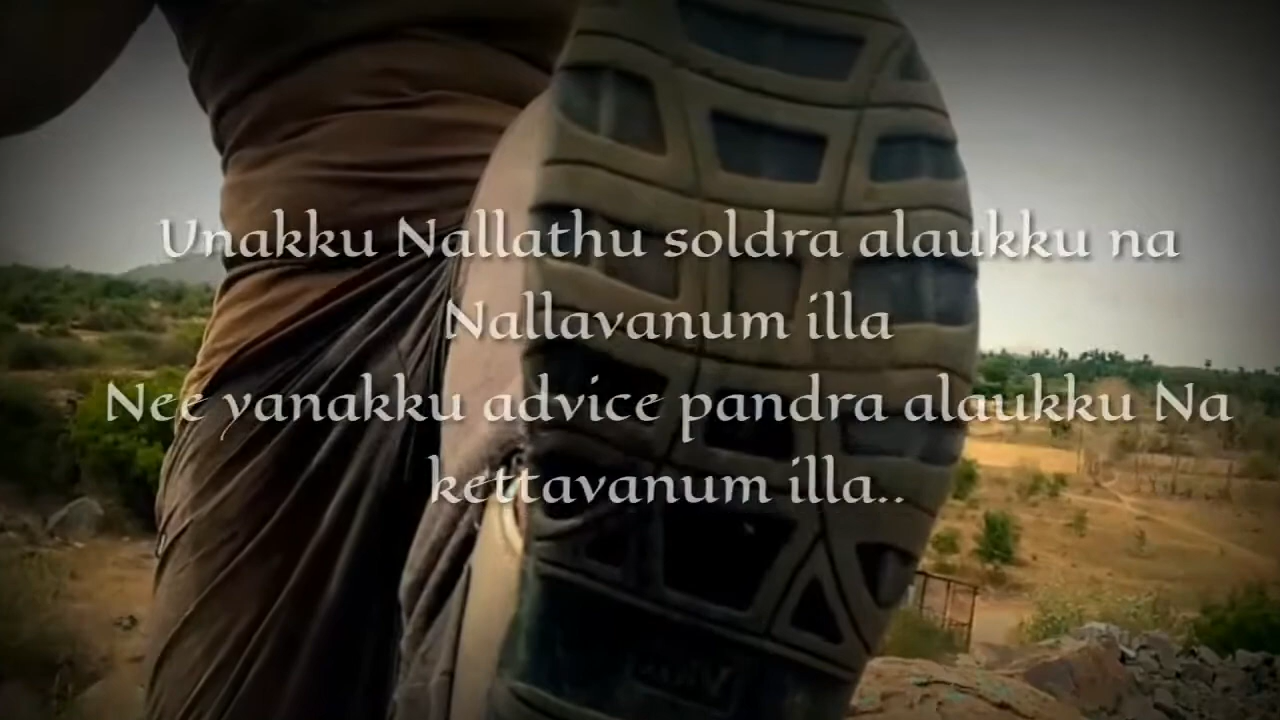 Unakku Nallathu soldra alaukku na
Nallavanum illa
Nee yanakku advice pandra alaukku Na
kettavanum illa..